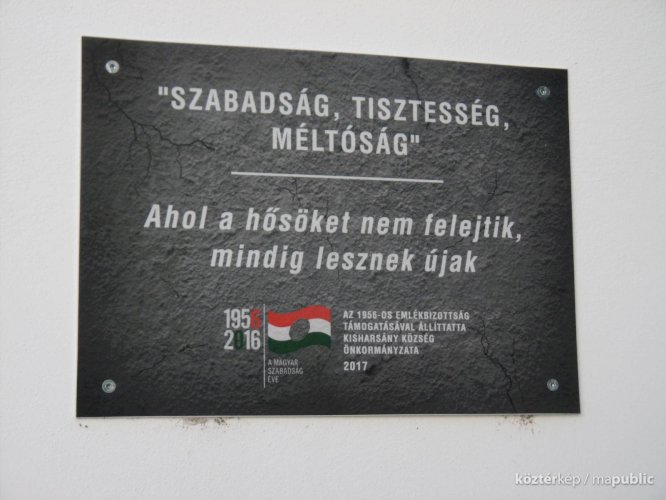 "SZABADSÁG, TISZTESSÉG,
MÉLTÓSÁG"
Ahol a hősöket nem felejtik,
mindig lesznek újak
1956
2016
A MAGYAR
SZABADSÁG
ÉVE
AZ 1956-OS EMLÉKBIZOTTSÁG
TÁMOGATÁSÁVAL ÁLLÍTTATTA
KISHARSÁNY KÖZSÉG
ÖNKORMÁNYZATA
2017
köztérkép / mapublic